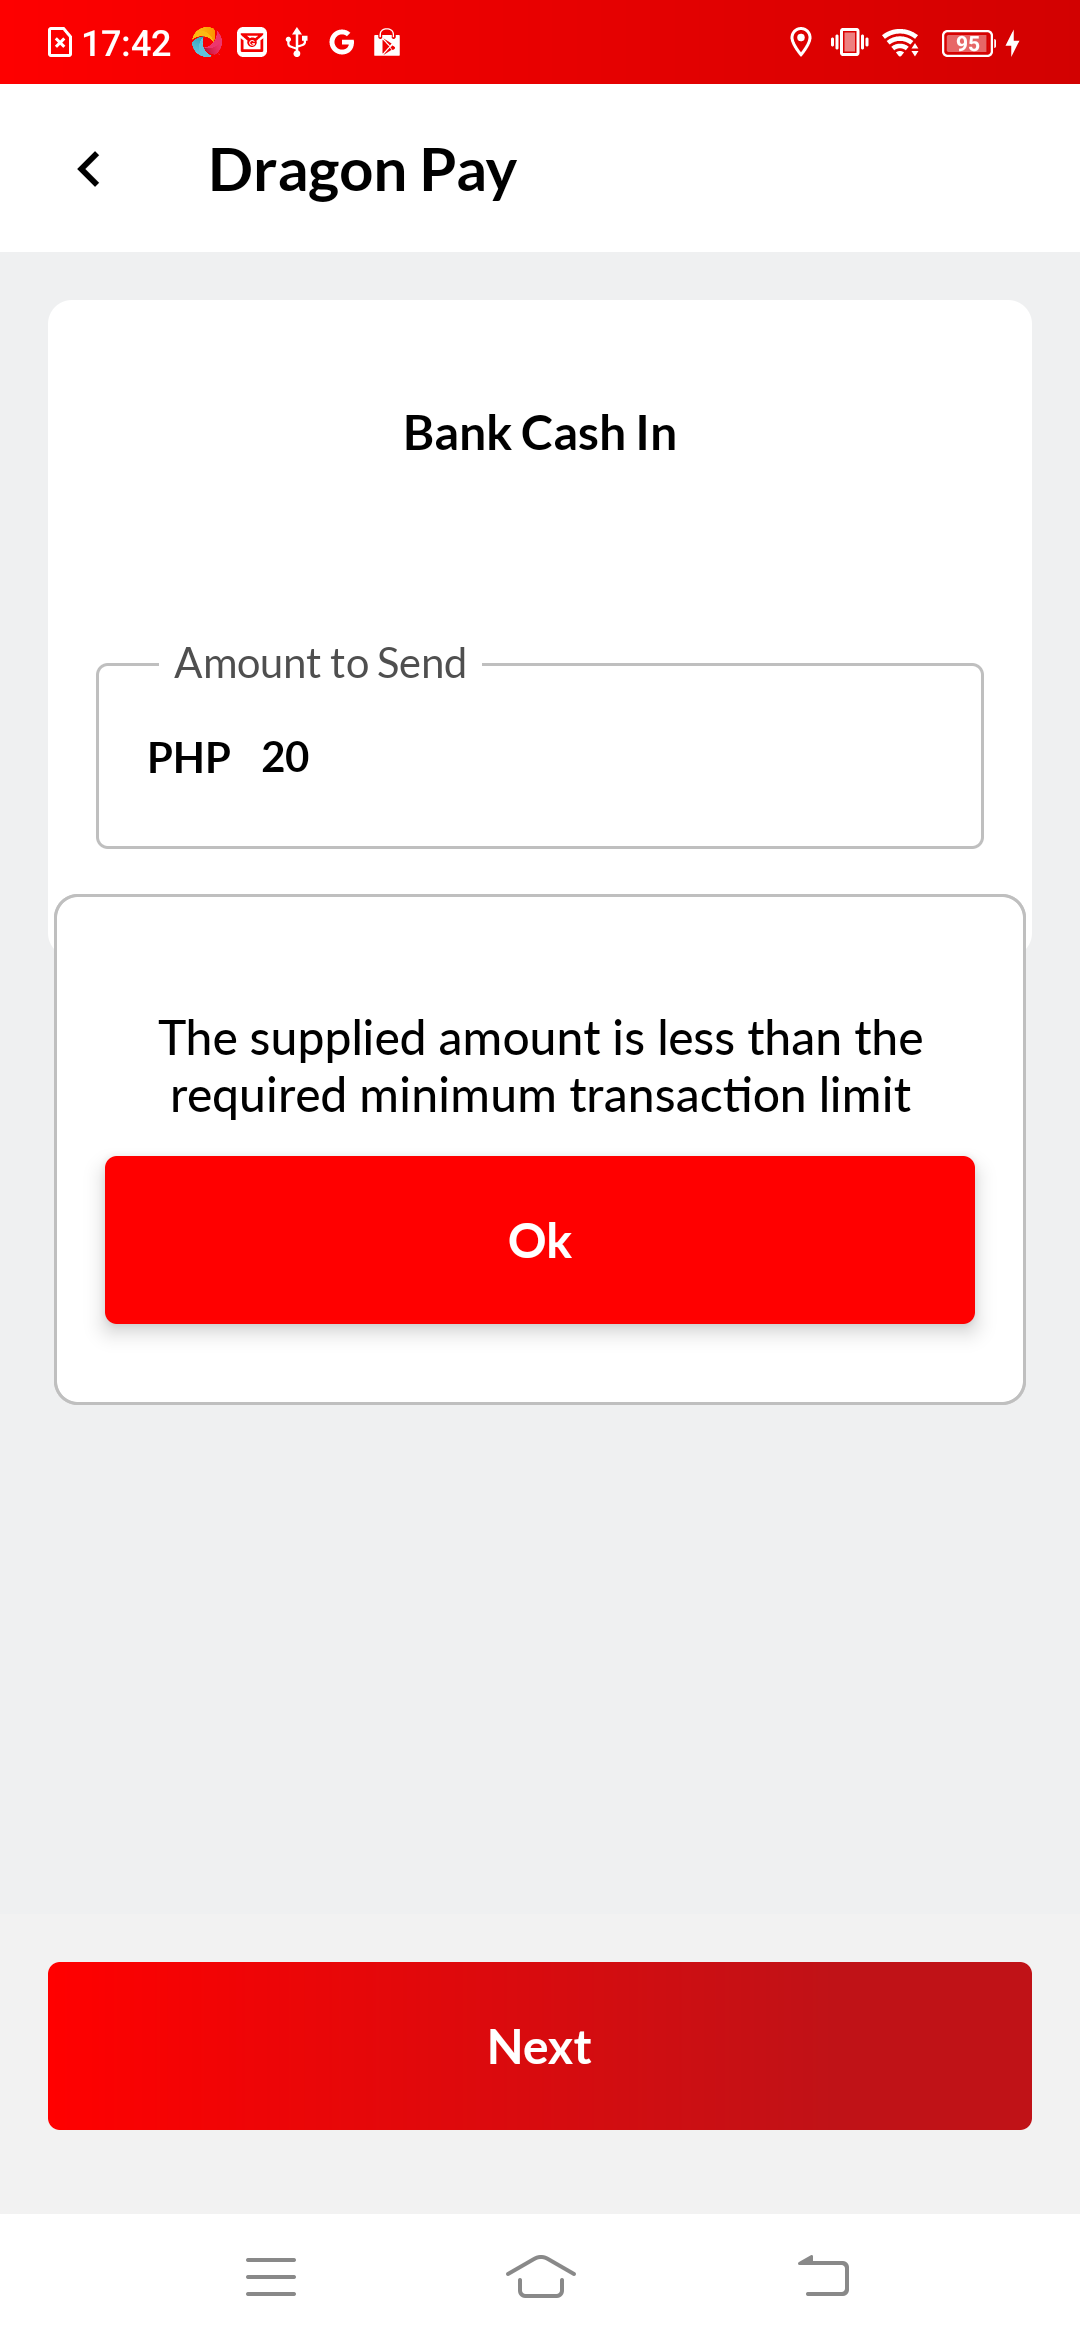 17:42
95
Dragon Pay
Bank Cash In
Amount to Send
PHP 20
The supplied amount is less than the
required minimum transaction limit
Ok
Next